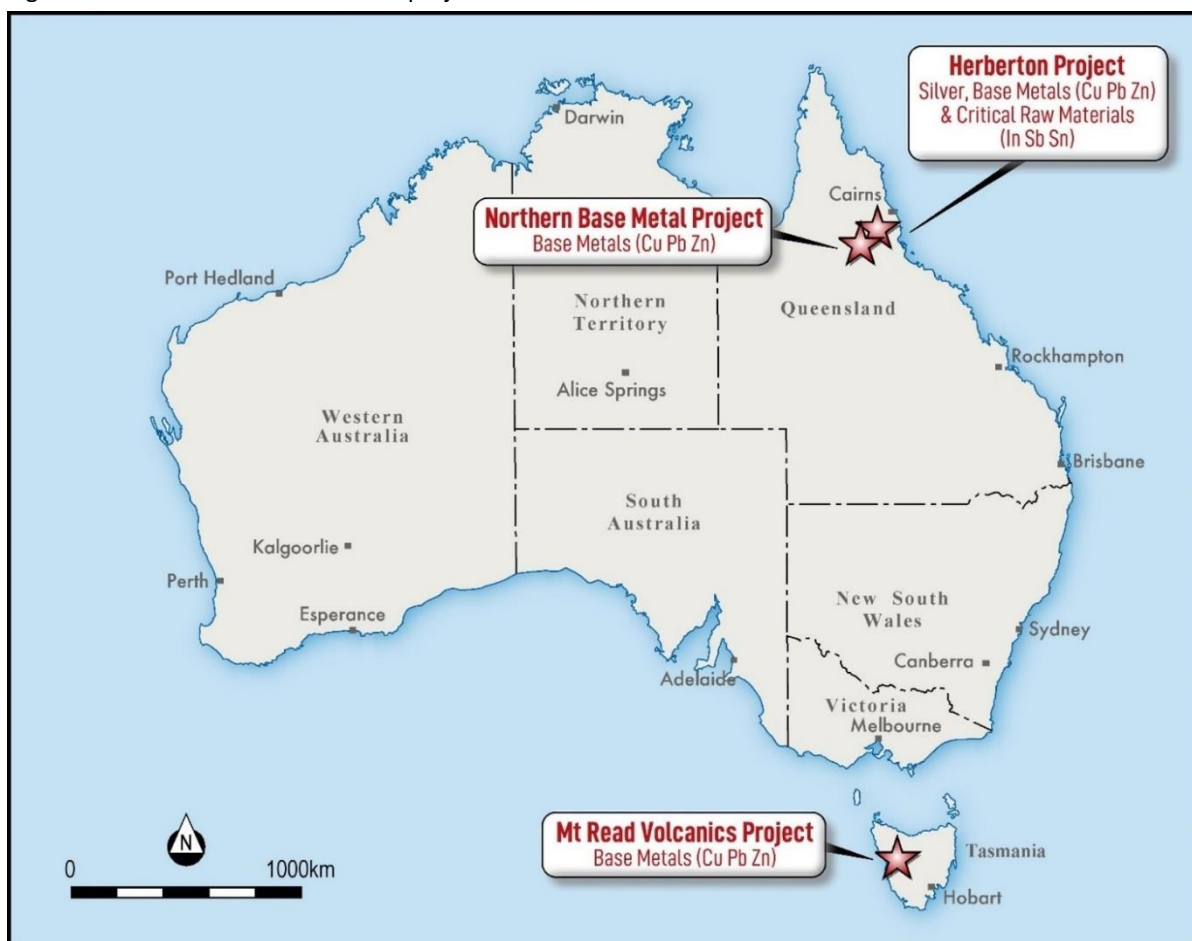 Herberton Project
Silver, Base Metals (Cu Pb Zn)
& Critical Raw Materials
(In Sb Sn)
Darwin
Cairns
Northern Base Metal Project
Base Metals (Cu Pb Zn)
Port Hedland
Northern
Territory
Queensland
Alice Springs
Rockhampton
Western
Australia
Brisbane
South
Australia
Kalgoorlie
Perth
Esperance
New South
Wales
Sydney
Canberra
Adelaide
Victoria
Melbourne
Mt Read Volcanics Project
Base Metals (Cu Pb Zn)
Tasmania
Hobart
N
0 1000km